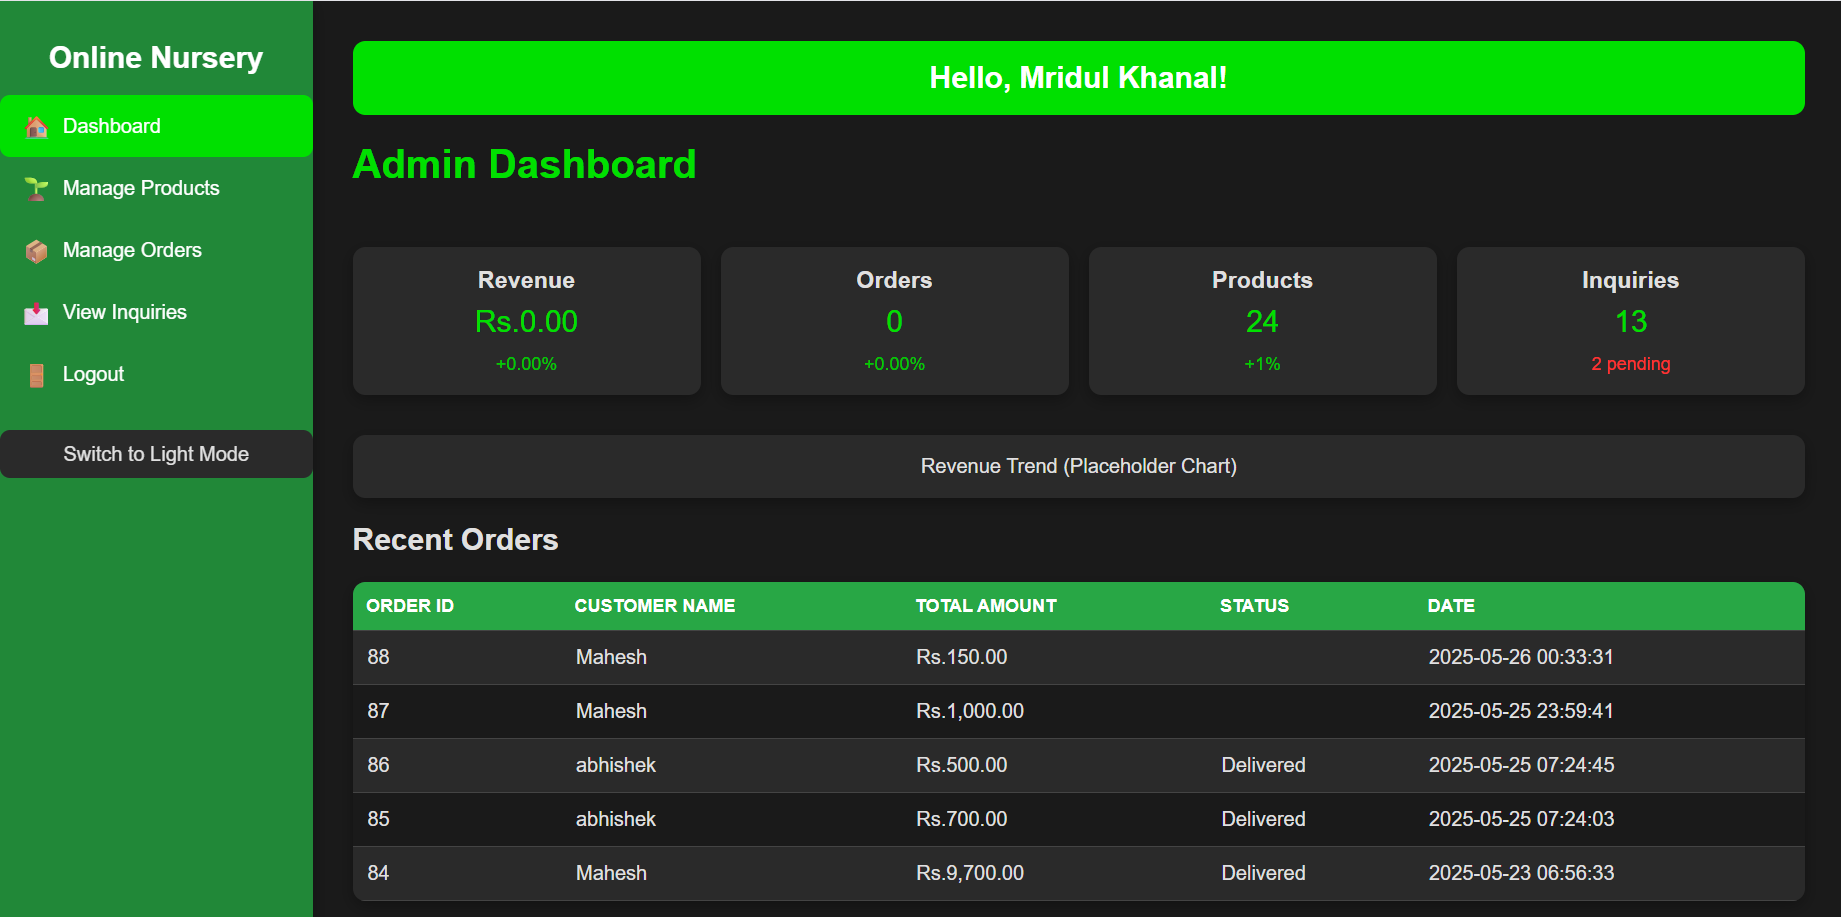 Online Nursery
Dashboard
Manage Products
Manage Orders
View Inquiries
Logout
Switch to Light Mode
Hello, Mridul Khanal!
Admin Dashboard
Revenue
Rs.0.00
+0.00%
Orders
0
+0.00%
Products
24
+1%
Inquiries
13
2 pending
Revenue Trend (Placeholder Chart)
Recent Orders
ORDER ID CUSTOMER NAME TOTAL AMOUNT STATUS DATE
88 Mahesh Rs.150.00 2025-05-26 00:33:31
87 Mahesh Rs.1,000.00 2025-05-25 23:59:41
86 abhishek Rs.500.00 Delivered 2025-05-25 07:24:45
85 abhishek Rs.700.00 Delivered 2025-05-25 07:24:03
84 Mahesh Rs.9,700.00 Delivered 2025-05-23 06:56:33